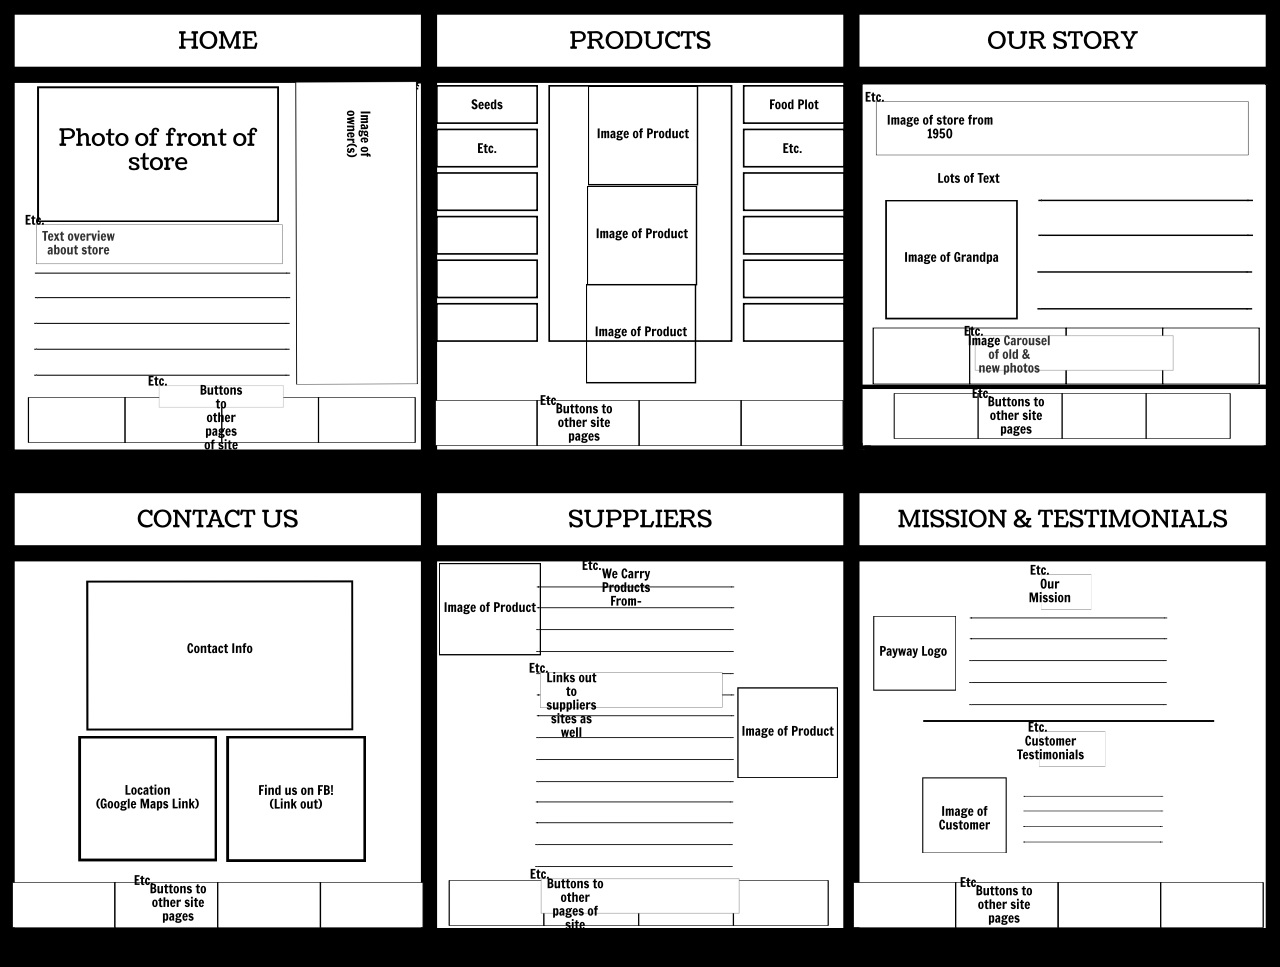 HOME
Photo of front of
store
Image of
owner(s)
Etc.
Text overview
about store
Etc.
Buttons
to
other
pages
of site
PRODUCTS
Seeds
Etc.
Image of Product
Image of Product
Image of Product
Food Plot
Etc.
Etc.
Buttons to
other site
pages
OUR STORY
Etc.
Image of store from
1950
Lots of Text
Image of Grandpa
Etc.
Image Carousel
of old &
new photos
Etc.
Buttons to
other site
pages
CONTACT US
Contact Info
Location
(Google Maps Link)
Find us on FB!
(Link out)
Etc.
Buttons to
other site
pages
SUPPLIERS
Etc.
We Carry
Products
From-
Image of Product
Etc.
Links out
to
suppliers
sites as
well
Image of Product
Etc.
Buttons to
other
pages of
site
MISSION & TESTIMONIALS
Etc.
Our
Mission
Payway Logo
Etc.
Customer
Testimonials
Image of
Customer
Etc.
Buttons to
other site
pages